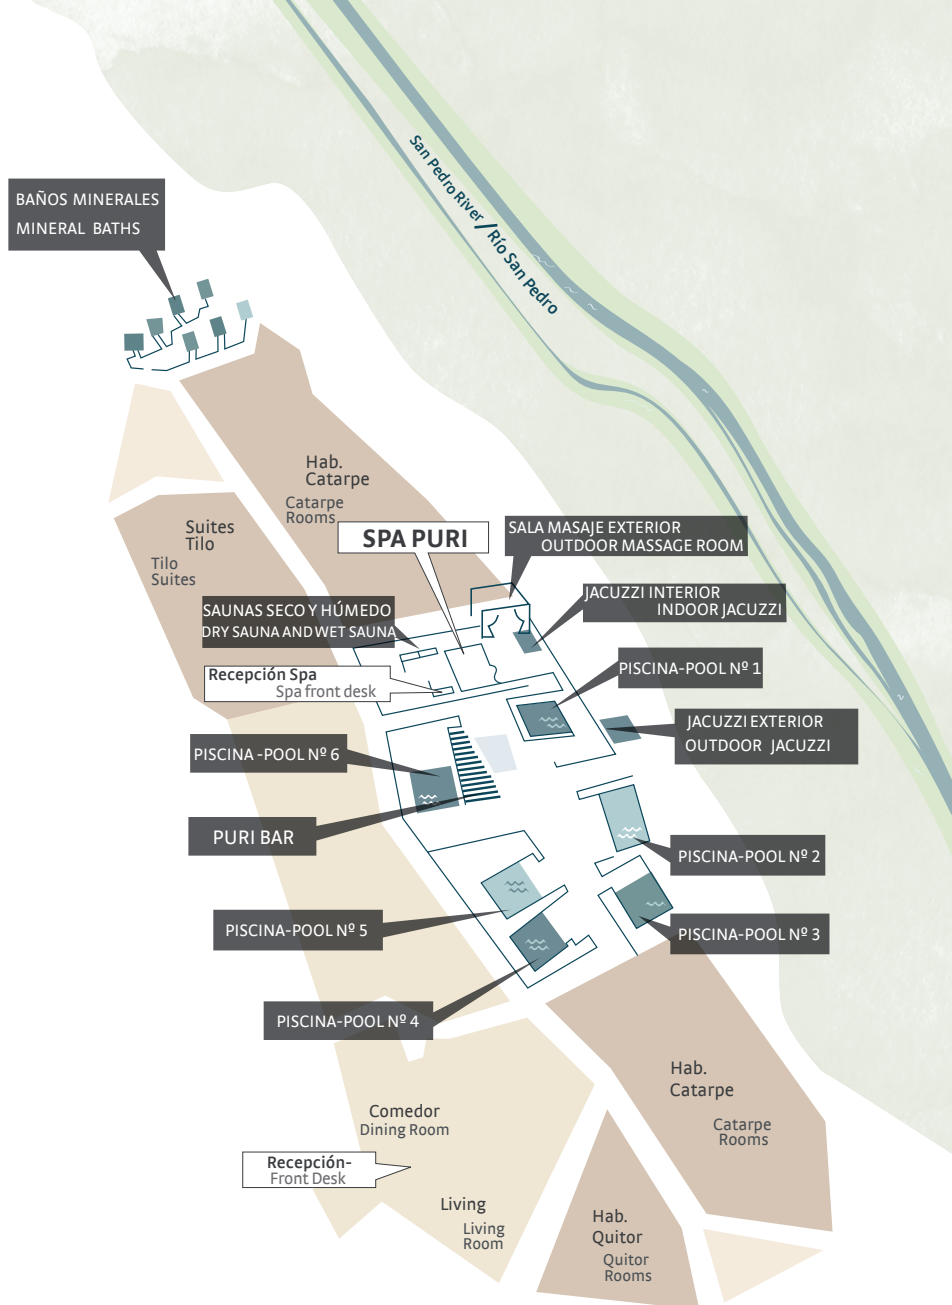 San Pedro River / Río San Pedro
BAÑOS MINERALES
MINERAL BATHS
Hab.
Catarpe
Catarpe
Rooms
Suites
Tilo
Tilo
Suites
SPA PURI
SALA MASAJE EXTERIOR
OUTDOOR MASSAGE ROOM
JACUZZI INTERIOR
INDOOR JACUZZI
SAUNAS SECO Y HÚMEDO
DRY SAUNA AND WET SAUNA
Recepción Spa
Spa front desk
PISCINA-POOL Nº 1
JACUZZI EXTERIOR
OUTDOOR JACUZZI
PISCINA -POOL Nº 6
PURI BAR
PISCINA-POOL Nº 2
PISCINA-POOL Nº 5
PISCINA-POOL Nº 3
PISCINA-POOL Nº 4
Hab.
Catarpe
Catarpe
Rooms
Comedor
Dining Room
Recepción-
Front Desk
Living
Living
Room
Hab.
Quitor
Quitor
Rooms